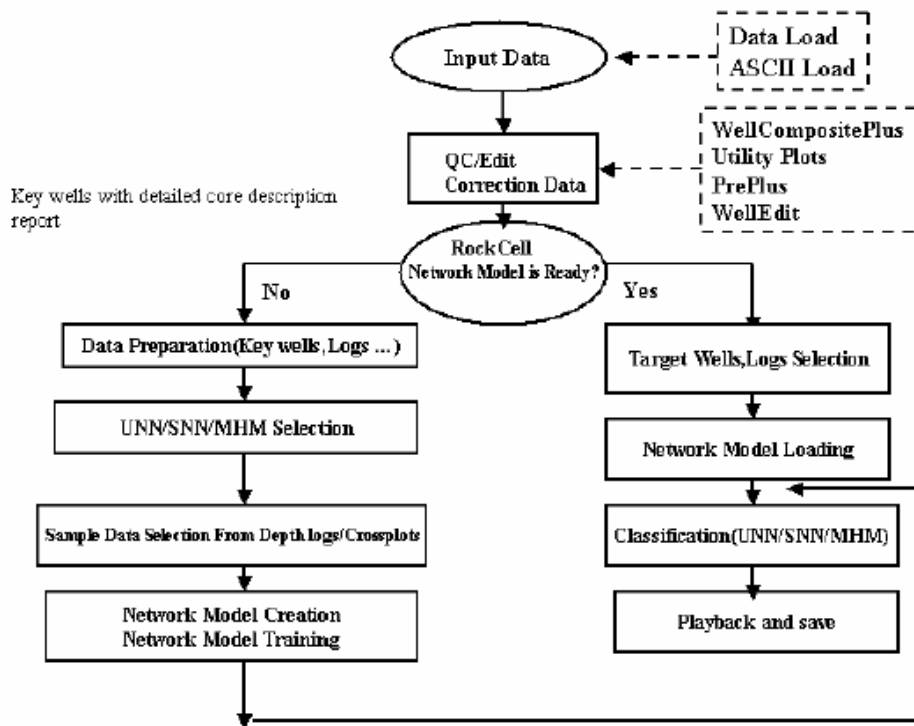 Input Data
Data Load
ASCII Load
QC/Edit
Correction Data
WellCompositePlus
Utility Plots
PrePlus
WellEdit
Key wells with detailed core description
report
RockCell
Network Model is Ready?
No
Yes
Data Preparation(Key wells,Logs ...)
UNN/SNN/MHM Selection
Sample Data Selection From Depthlogs/Crossplots
Network Model Creation
Network Model Training
Target Wells,Logs Selection
Network Model Loading
Classification(UNN/SNN/MHM)
Playback and save